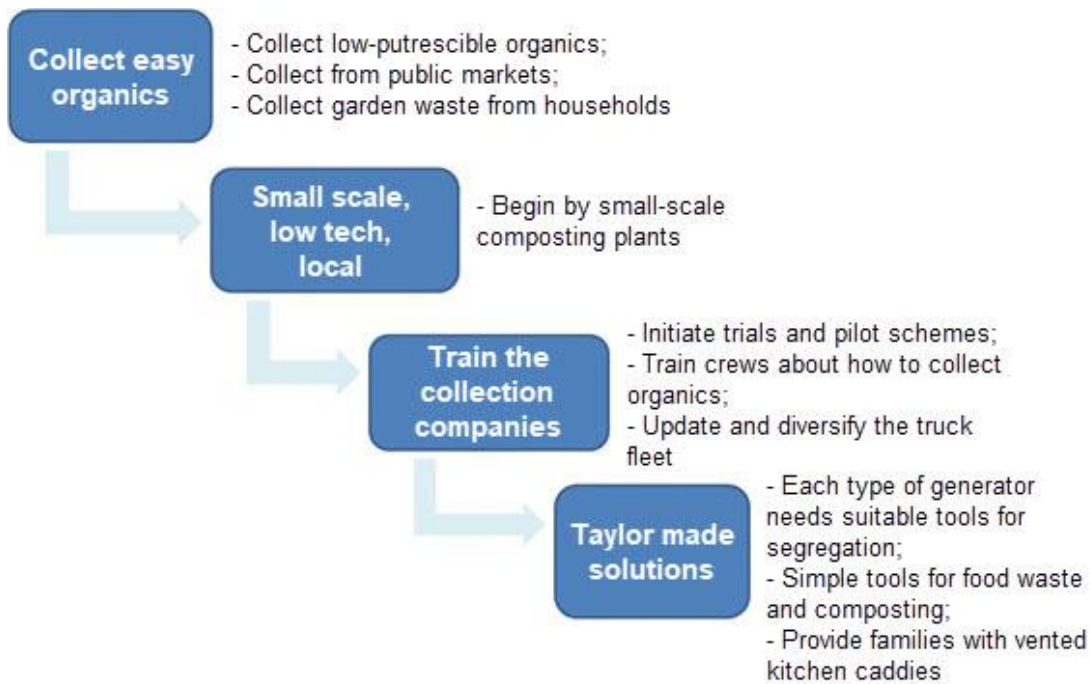 Collect easy
organics
- Collect low-putrescible organics;
- Collect from public markets;
- Collect garden waste from households
Small scale,
low tech,
local
- Begin by small-scale
composting plants
Train the
collection
companies
- Initiate trials and pilot schemes;
- Train crews about how to collect
organics;
- Update and diversify the truck
fleet
Taylor made
solutions
- Each type of generator
needs suitable tools for
segregation;
- Simple tools for food waste
and composting;
- Provide families with vented
kitchen caddies